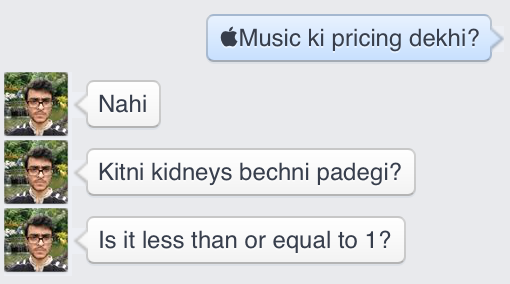 Music ki pricing dekhi?
Nahi
Kitni kidneys bechni padegi?
Is it less than or equal to 1?